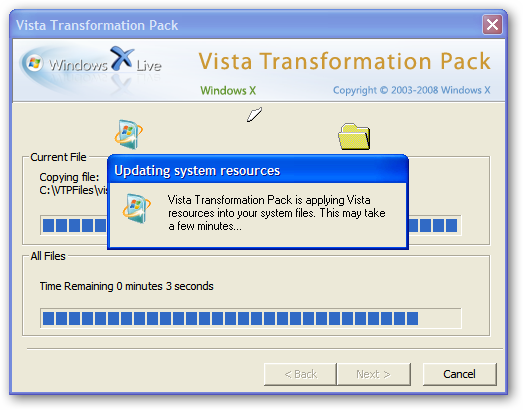 Vista Transformation Pack
Windows X Live
Vista Transformation Pack
Windows X
Copyright © 2003-2008 Windows X
Current File
Copying file:
C:\VTPFiles\vis
Updating system resources
Vista Transformation Pack is applying Vista
resources into your system files. This may take
a few minutes...
All Files
Time Remaining 0 minutes 3 seconds
< Back
Next >
Cancel